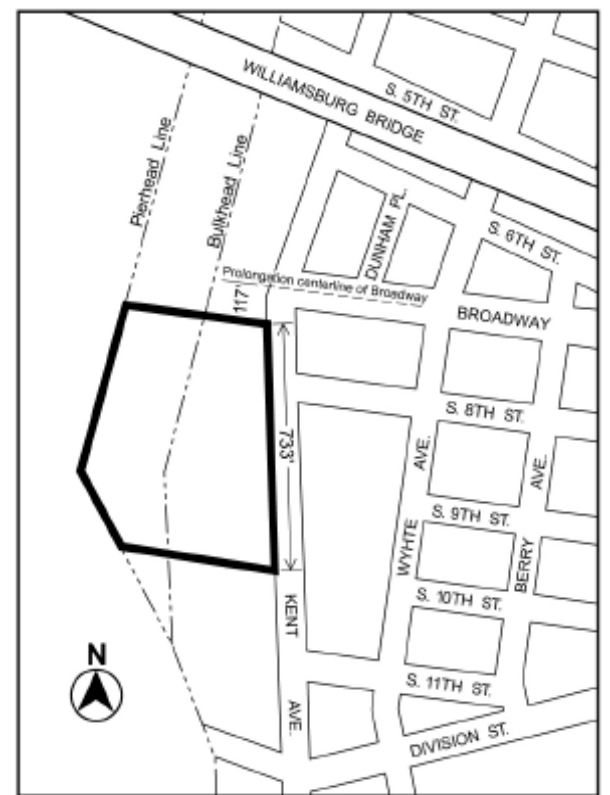 S. 5TH ST.
WILLIAMSBURG BRIDGE
Pierhead Line
Bulkhead Line
DUNHAM PL.
S. 6TH ST.
Prolongation centerline of Broadway
117'
BROADWAY
733'
S. 8TH ST.
AVE.
AVE.
S. 9TH ST.
WYHTE
BERRY
S. 10TH ST.
KENT
N
S. 11TH ST.
AVE.
DIVISION ST.